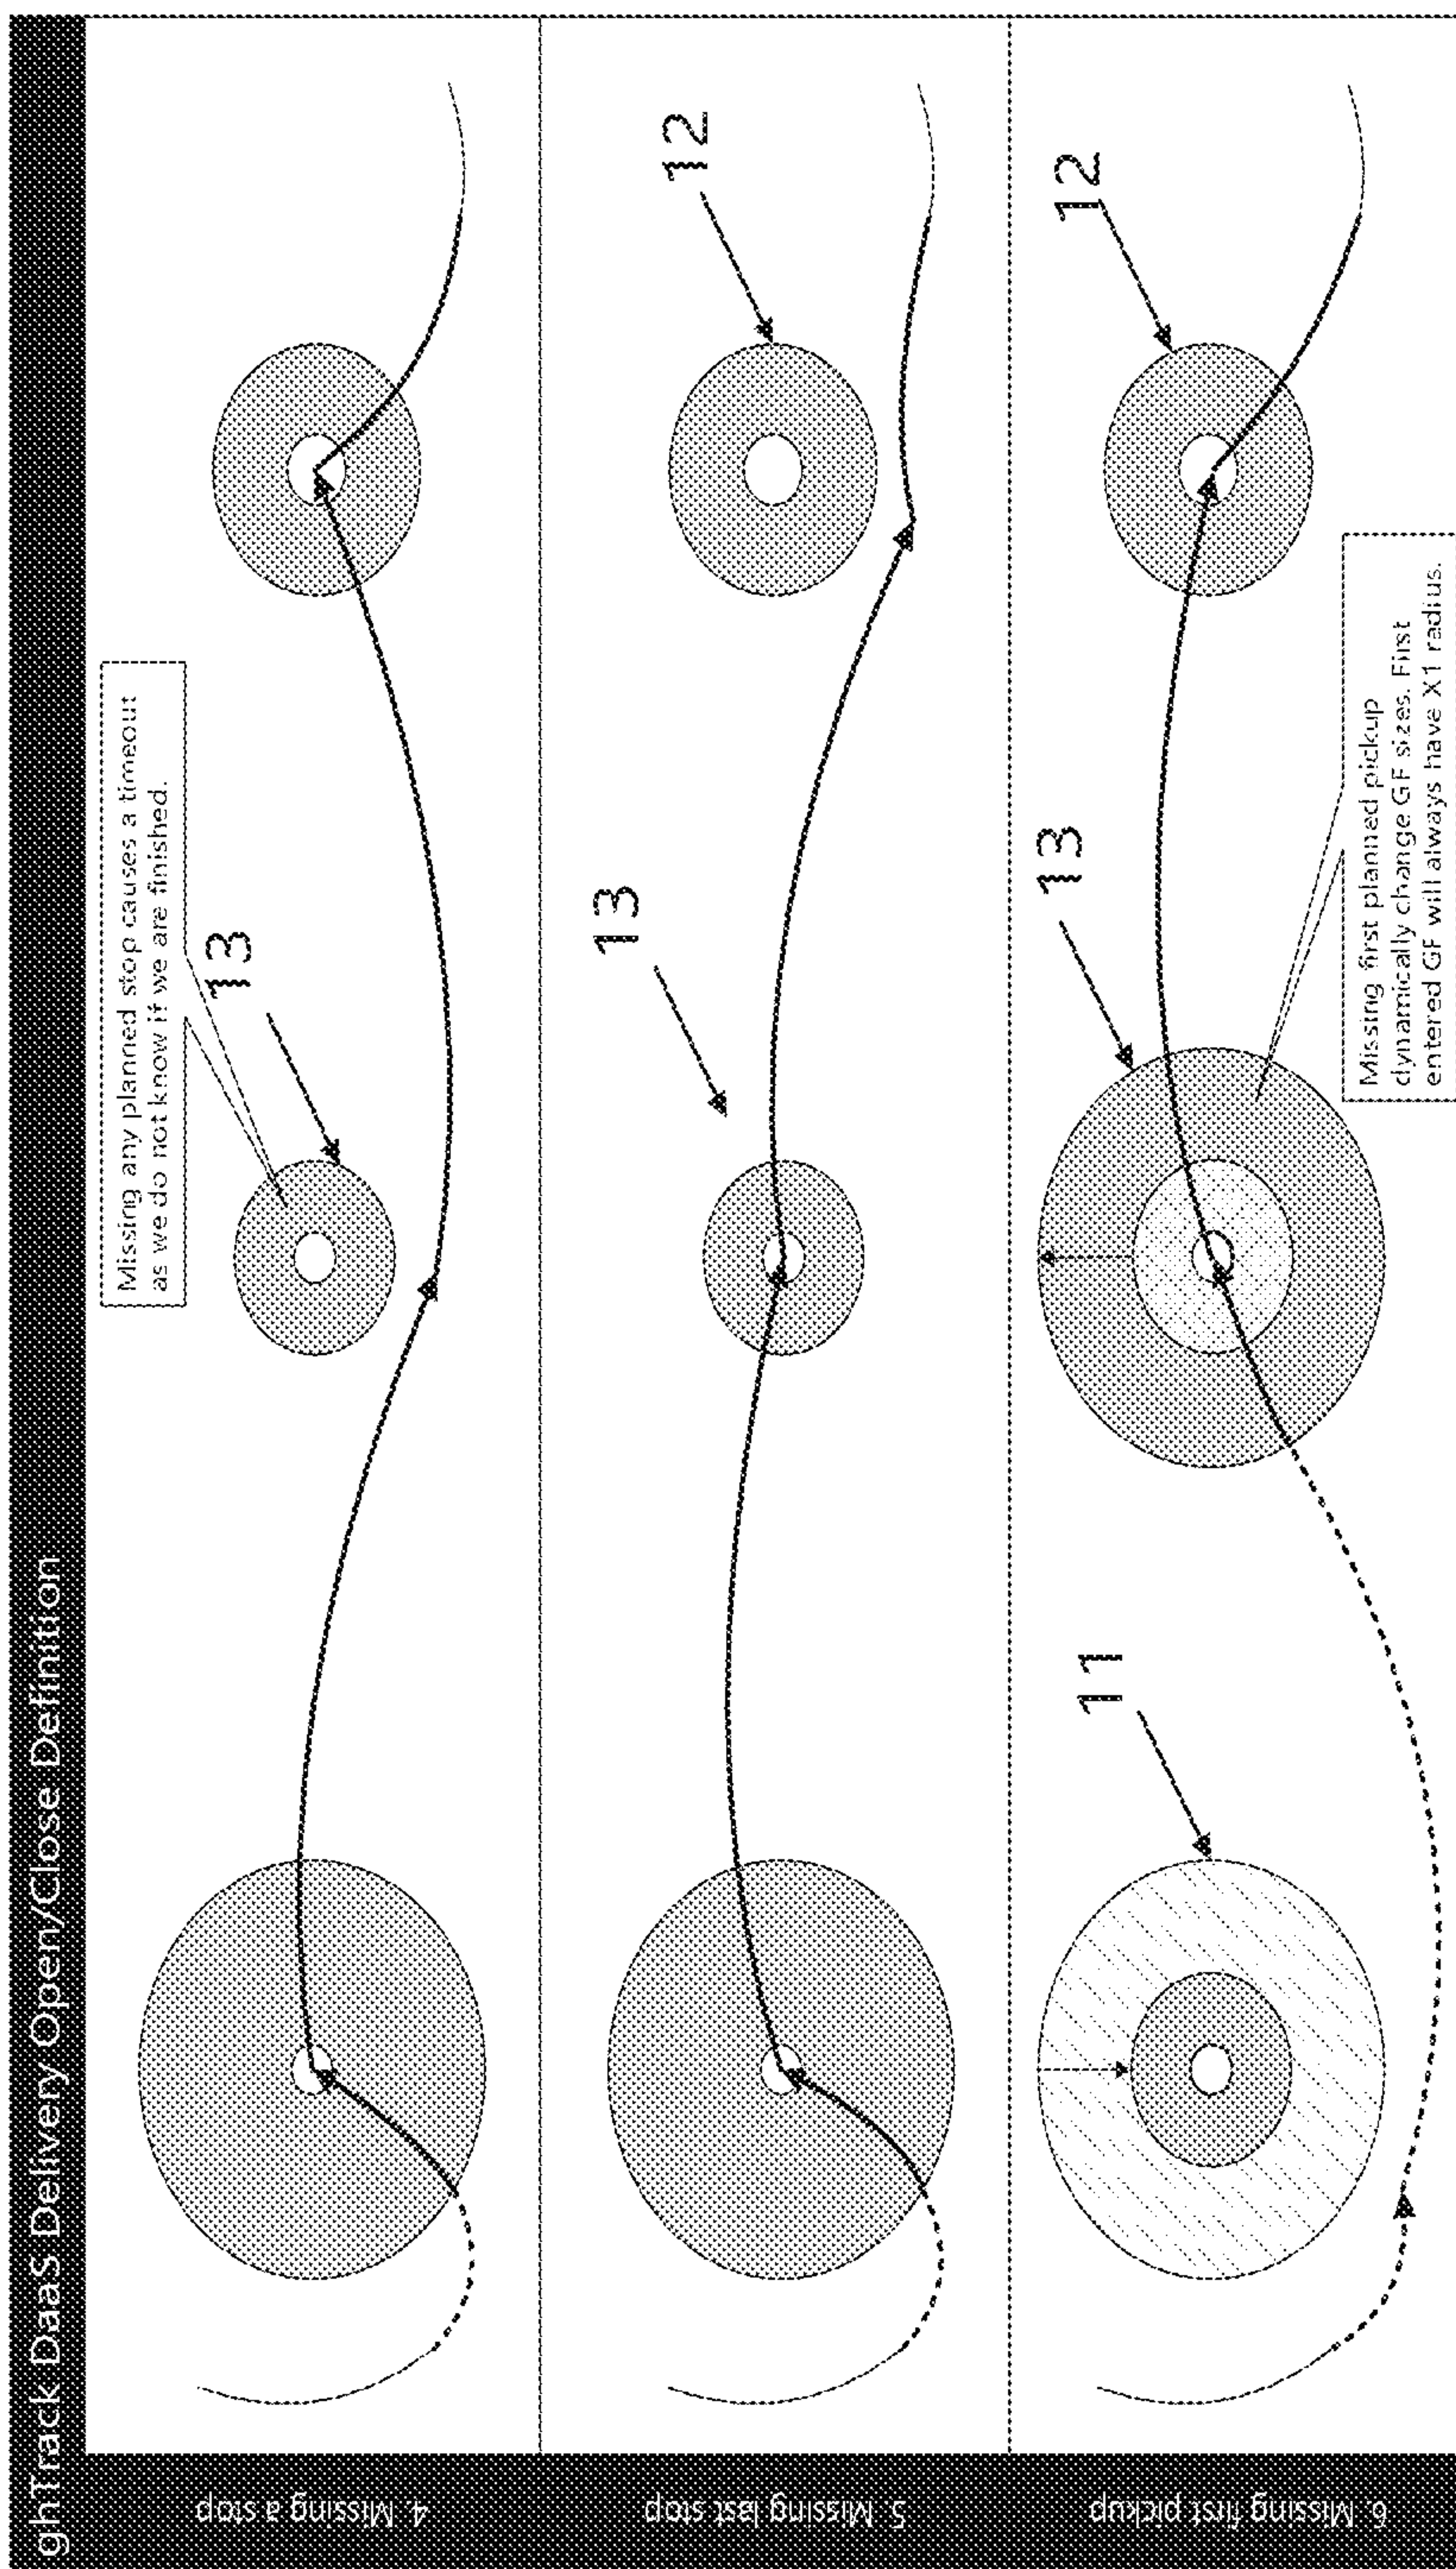 ghTrack DaaS Delivery Open/Close Definition
4. Missing a stop
Missing any planned stop causes a timeout
as we do not know if we are finished.
13
5. Missing last stop
13
12
6. Missing first pickup
11
13
12
Missing first planned pickup
dynamically change GF sizes. First
entered GF will always have X1 radius.